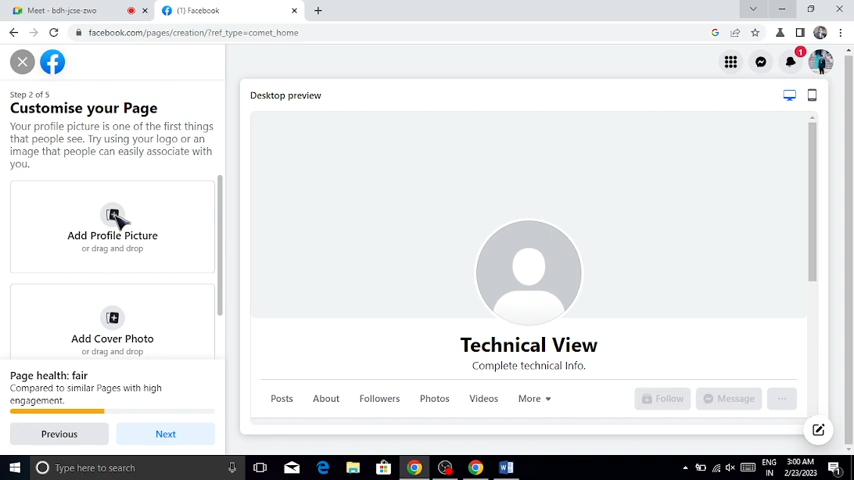 Meet - bdh-jcse-zwo
(1) Facebook
facebook.com/pages/creation/?ref_type=comet_home
1
Step 2 of 5
Customise your Page
Your profile picture is one of the first things
that people see. Try using your logo or an
image that people can easily associate with
you.
Add Profile Picture
or drag and drop
Add Cover Photo
or drag and drop
Page health: fair
Compared to similar Pages with high
engagement.
Previous
Next
Desktop preview
Technical View
Complete technical Info.
Posts
About
Followers
Photos
Videos
More
Follow
Message
Type here to search
ENG
IN
3:00 AM
2/23/2023
1